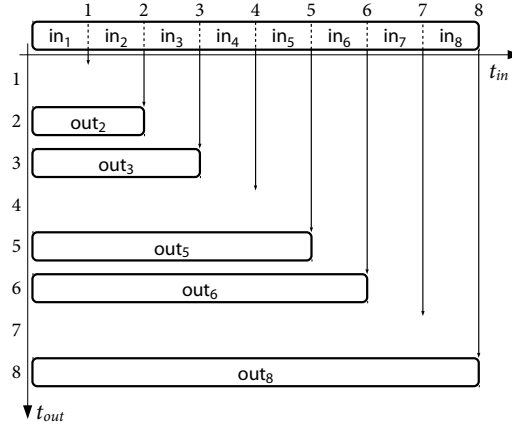 1 2 3 4 5 6 7 8
in1 in2 in3 in4 in5 in6 in7 in8
tin
1
2 out2
3 out3
4
5 out5
6 out6
7
8 out8
tout